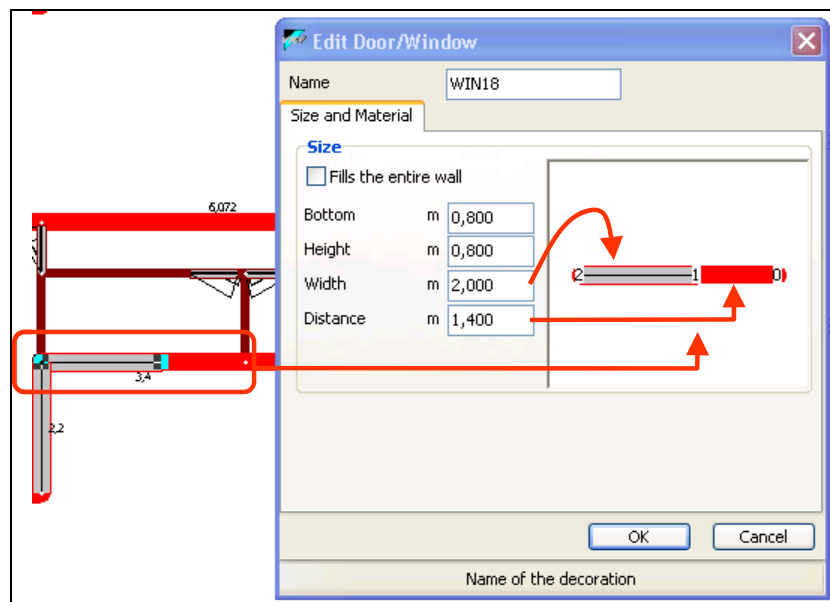 Edit Door/Window
Name WIN18
Size and Material
Size
Fills the entire wall
Bottom m 0,800
Height m 0,800
Width m 2,000
Distance m 1,400
2 1 0
6,072
3,4
2,2
OK Cancel
Name of the decoration